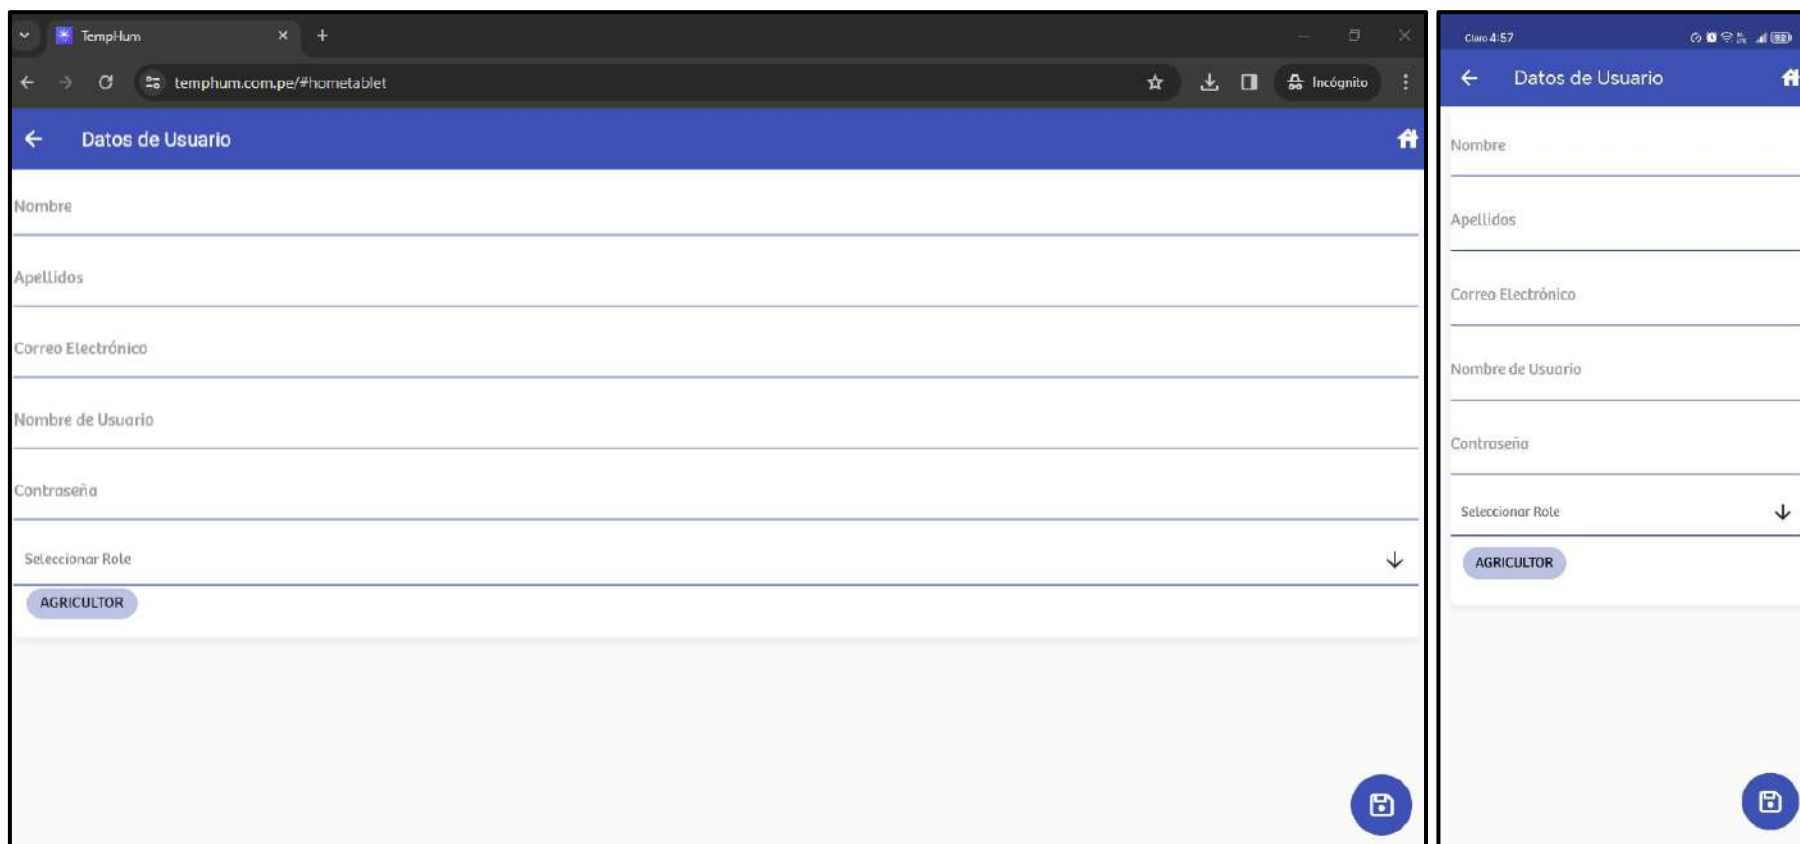 TempHum
temphum.com.pe/#hometablet
Incógnito
Datos de Usuario
Nombre
Apellidos
Correo Electrónico
Nombre de Usuario
Contraseña
Seleccionar Role
AGRICULTOR
Claro 4:57
92
Datos de Usuario
Nombre
Apellidos
Correo Electrónico
Nombre de Usuario
Contraseña
Seleccionar Role
AGRICULTOR